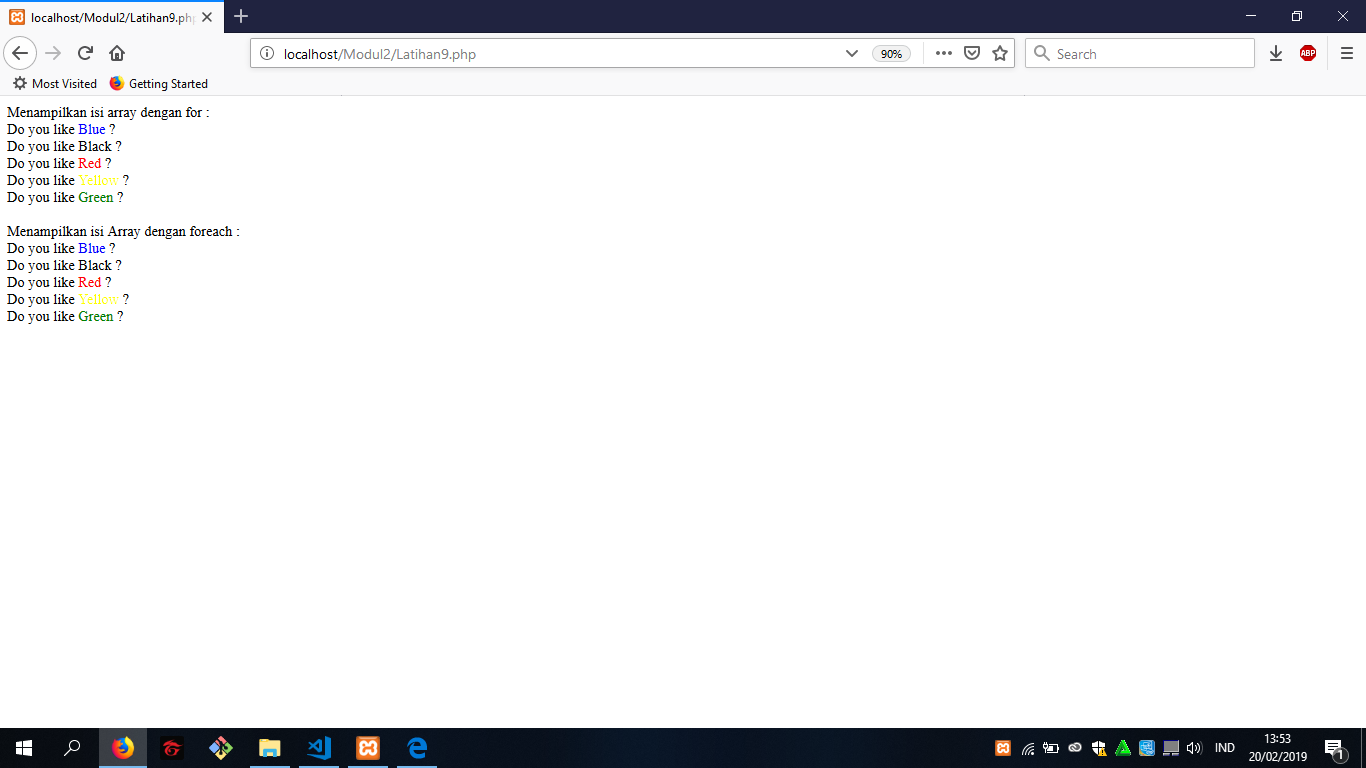 localhost/Modul2/Latihan9.ph
localhost/Modul2/Latihan9.php
90%
Search
ABP
Most Visited
Getting Started
Menampilkan isi array dengan for :
Do you like Blue ?
Do you like Black ?
Do you like Red ?
Do you like Yellow ?
Do you like Green ?
Menampilkan isi Array dengan foreach :
Do you like Blue ?
Do you like Black ?
Do you like Red ?
Do you like Yellow ?
Do you like Green ?
IND
13:53
20/02/2019
1